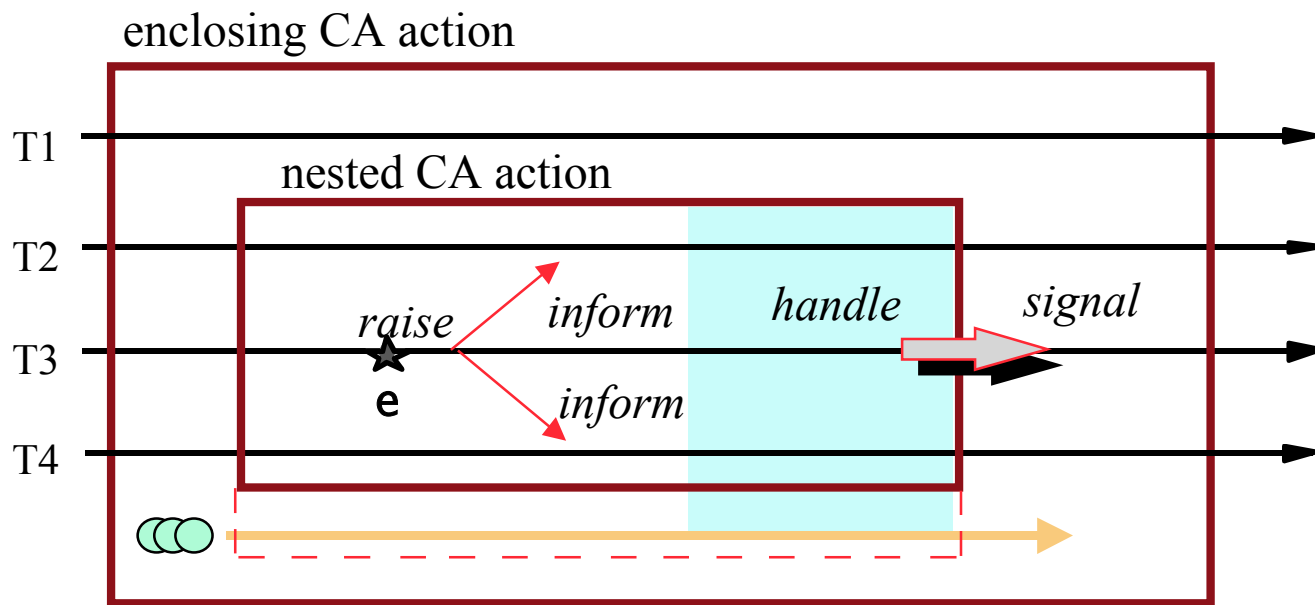 enclosing CA action
T1
nested CA action
T2
inform
handle
signal
raise
T3
e
inform
T4